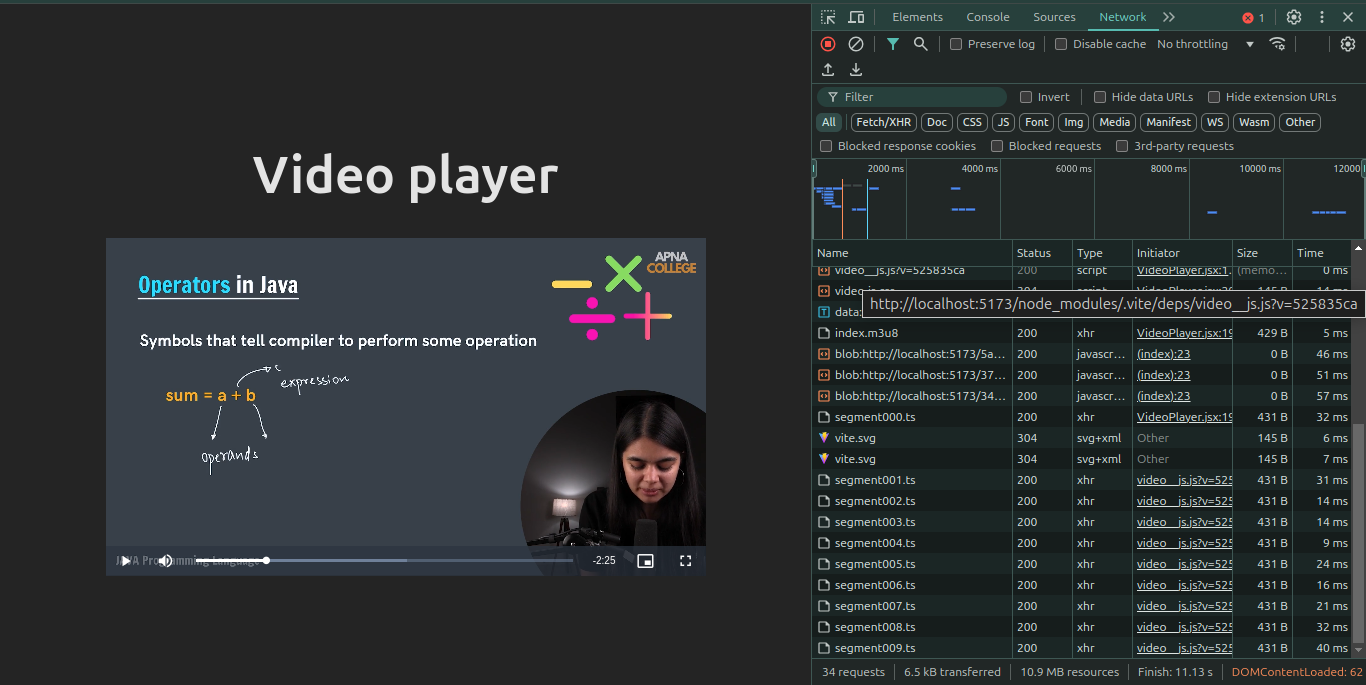 Elements Console Sources Network 1
Preserve log Disable cache No throttling
Filter Invert Hide data URLs Hide extension URLs
All Fetch/XHR Doc CSS JS Font Img Media Manifest WS Wasm Other
Blocked response cookies Blocked requests 3rd-party requests
2000 ms 4000 ms 6000 ms 8000 ms 10000 ms 12000
Video player
APNA
COLLEGE
Operators in Java
Symbols that tell compiler to perform some operation
expression
sum = a + b
operands
JAVA Programming Language
-2:25
Name Status Type Initiator Size Time
video__js.js?v=525835ca 200 script VideoPlayer.jsx:1 (memo... 0 ms
http://localhost:5173/node_modules/.vite/deps/video__js.js?v=525835ca
data:
index.m3u8 200 xhr VideoPlayer.jsx:19 429 B 5 ms
blob:http://localhost:5173/5a... 200 javascr... (index):23 0 B 46 ms
blob:http://localhost:5173/37... 200 javascr... (index):23 0 B 51 ms
blob:http://localhost:5173/34... 200 javascr... (index):23 0 B 57 ms
segment000.ts 200 xhr VideoPlayer.jsx:19 431 B 32 ms
vite.svg 304 svg+xml Other 145 B 6 ms
vite.svg 304 svg+xml Other 145 B 7 ms
segment001.ts 200 xhr video__js.js?v=525 431 B 31 ms
segment002.ts 200 xhr video__js.js?v=525 431 B 14 ms
segment003.ts 200 xhr video__js.js?v=525 431 B 14 ms
segment004.ts 200 xhr video__js.js?v=525 431 B 9 ms
segment005.ts 200 xhr video__js.js?v=525 431 B 24 ms
segment006.ts 200 xhr video__js.js?v=525 431 B 16 ms
segment007.ts 200 xhr video__js.js?v=525 431 B 21 ms
segment008.ts 200 xhr video__js.js?v=525 431 B 32 ms
segment009.ts 200 xhr video__js.js?v=525 431 B 40 ms
34 requests 6.5 kB transferred 10.9 MB resources Finish: 11.13 s DOMContentLoaded: 62